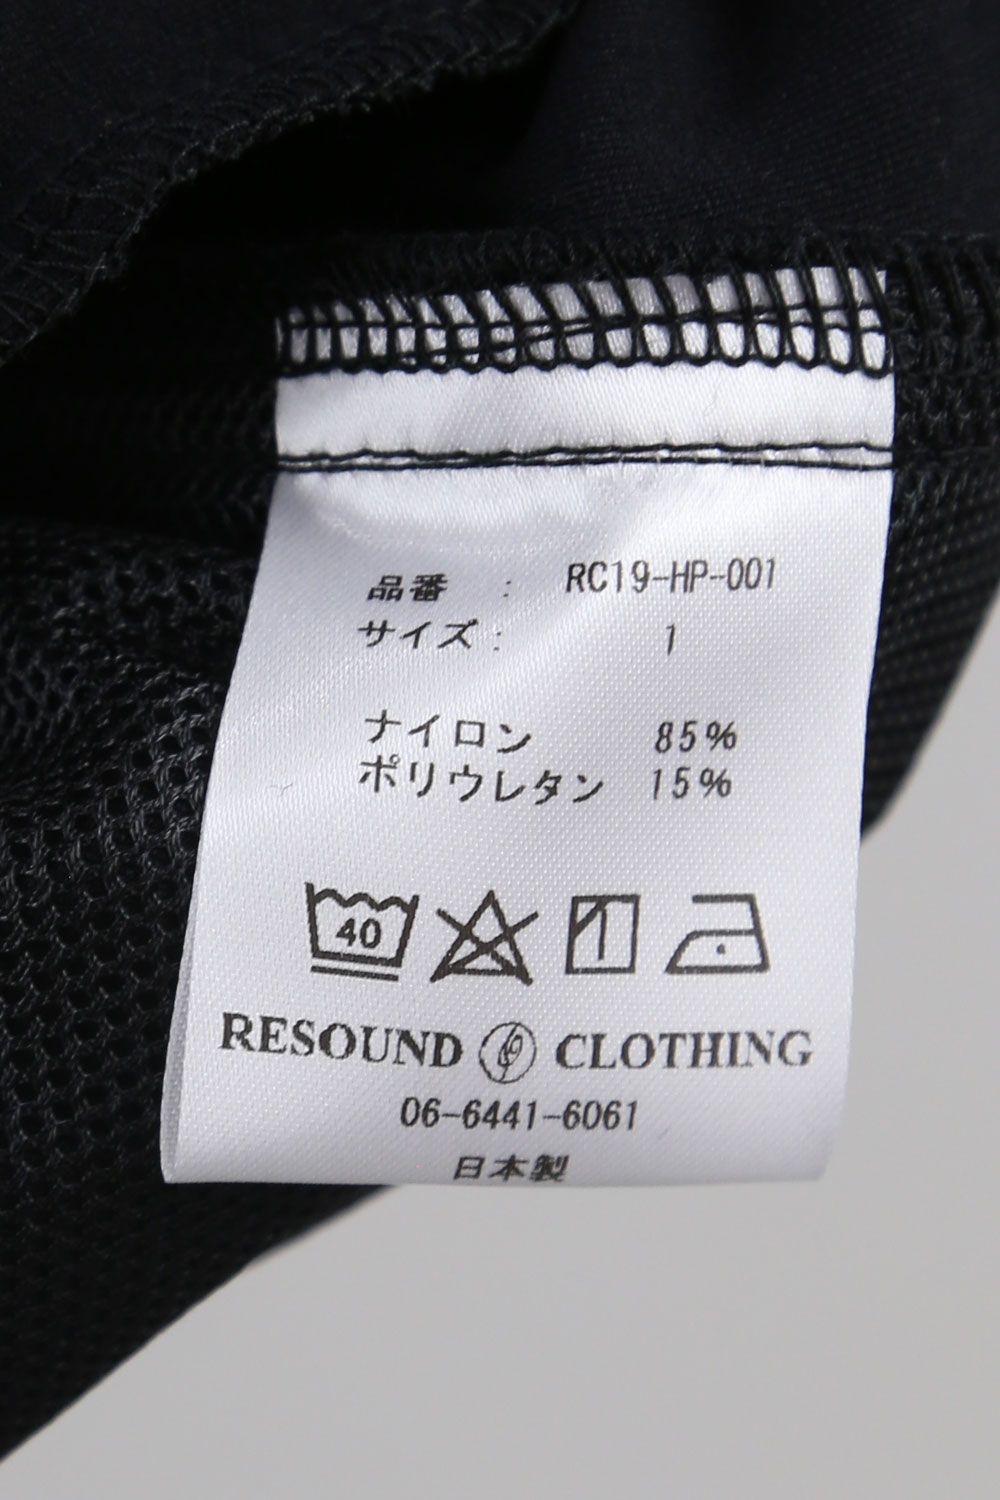 品番 : RC19-HP-001
サイズ: 1
ナイロン 85%
ポリウレタン 15%
40
RESOUND CLOTHING
06-6441-6061
日本製